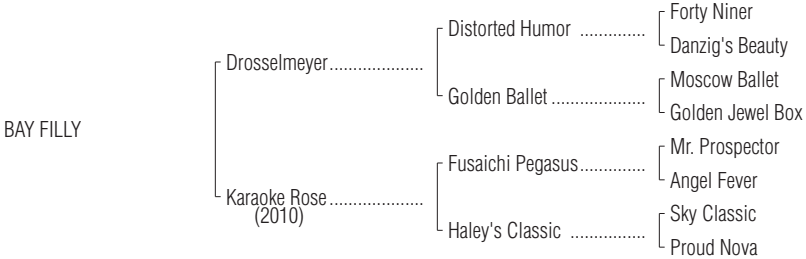 Forty Niner
Distorted Humor ..............
Danzig's Beauty
Drosselmeyer....................
Moscow Ballet
Golden Ballet ....................
Golden Jewel Box
BAY FILLY
Mr. Prospector
Fusaichi Pegasus..............
Angel Fever
Karaoke Rose....................
(2010)
Sky Classic
Haley's Classic ................
Proud Nova